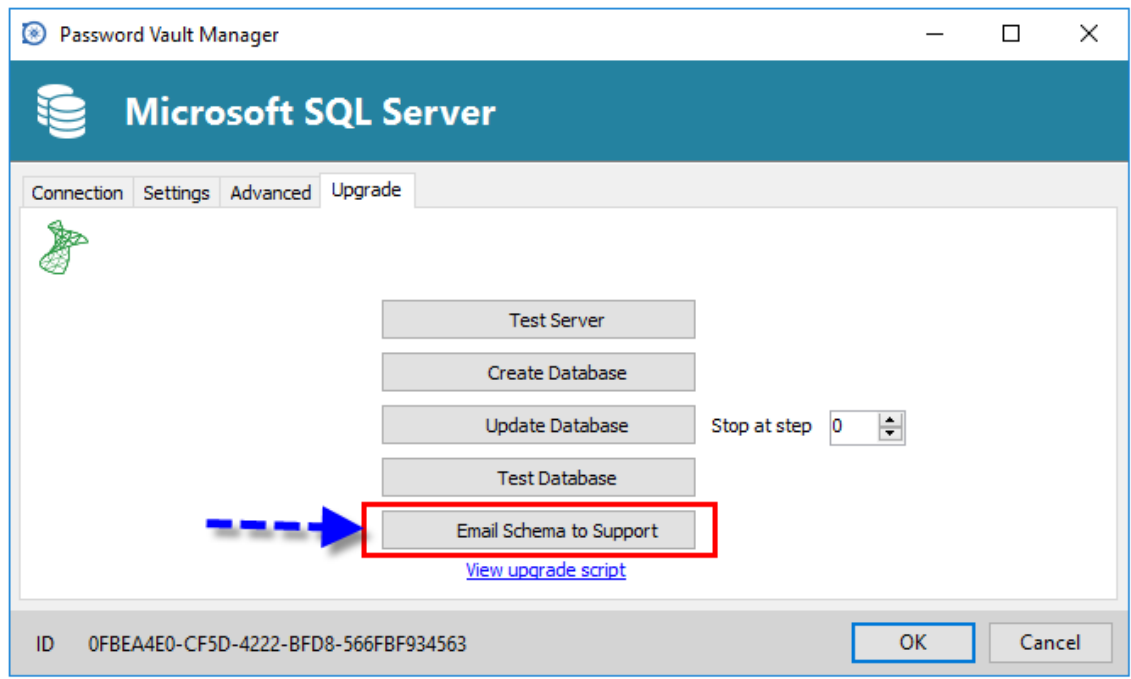 Password Vault Manager
Microsoft SQL Server
Connection Settings Advanced Upgrade
Test Server
Create Database
Update Database Stop at step 0
Test Database
Email Schema to Support
View upgrade script
ID 0FBEA4E0-CF5D-4222-BFD8-566FBF934563 OK Cancel